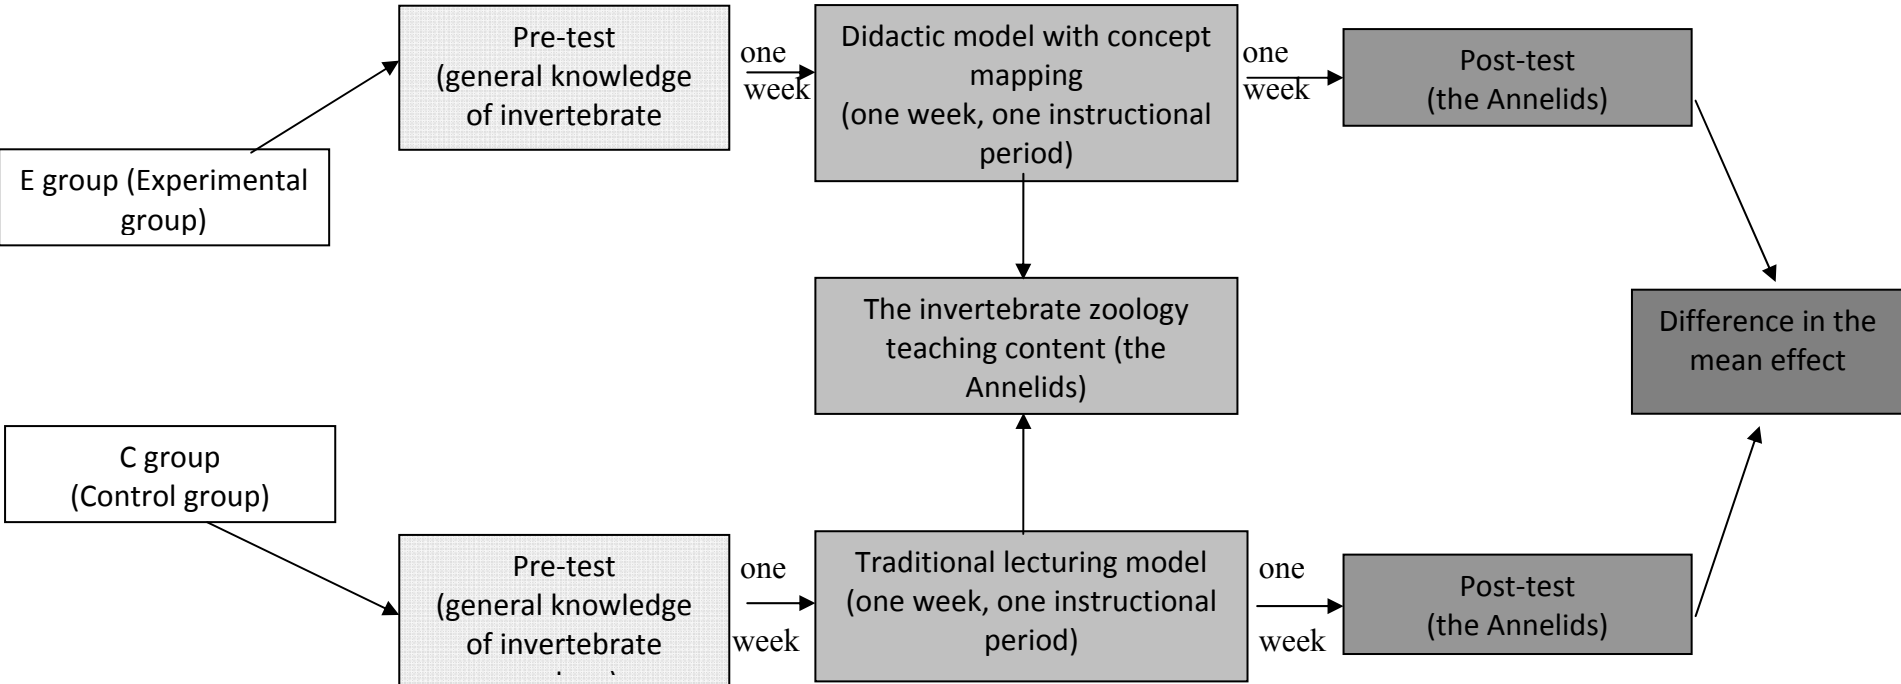 Pre-test
(general knowledge
of invertebrate
one
week
Didactic model with concept
mapping
(one week, one instructional
period)
one
week
Post-test
(the Annelids)
E group (Experimental
group)
The invertebrate zoology
teaching content (the
Annelids)
Difference in the
mean effect
C group
(Control group)
Pre-test
(general knowledge
of invertebrate
one
week
Traditional lecturing model
(one week, one instructional
period)
one
week
Post-test
(the Annelids)